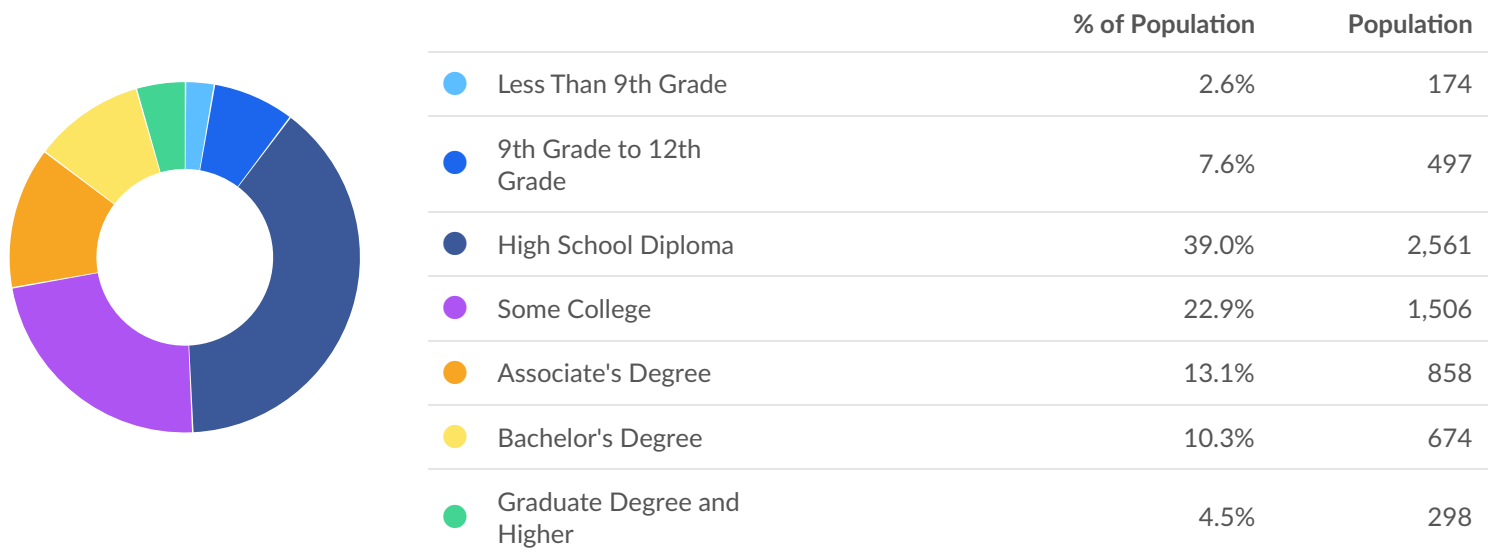 % of Population Population
Less Than 9th Grade 2.6% 174
9th Grade to 12th
Grade 7.6% 497
High School Diploma 39.0% 2,561
Some College 22.9% 1,506
Associate's Degree 13.1% 858
Bachelor's Degree 10.3% 674
Graduate Degree and
Higher 4.5% 298